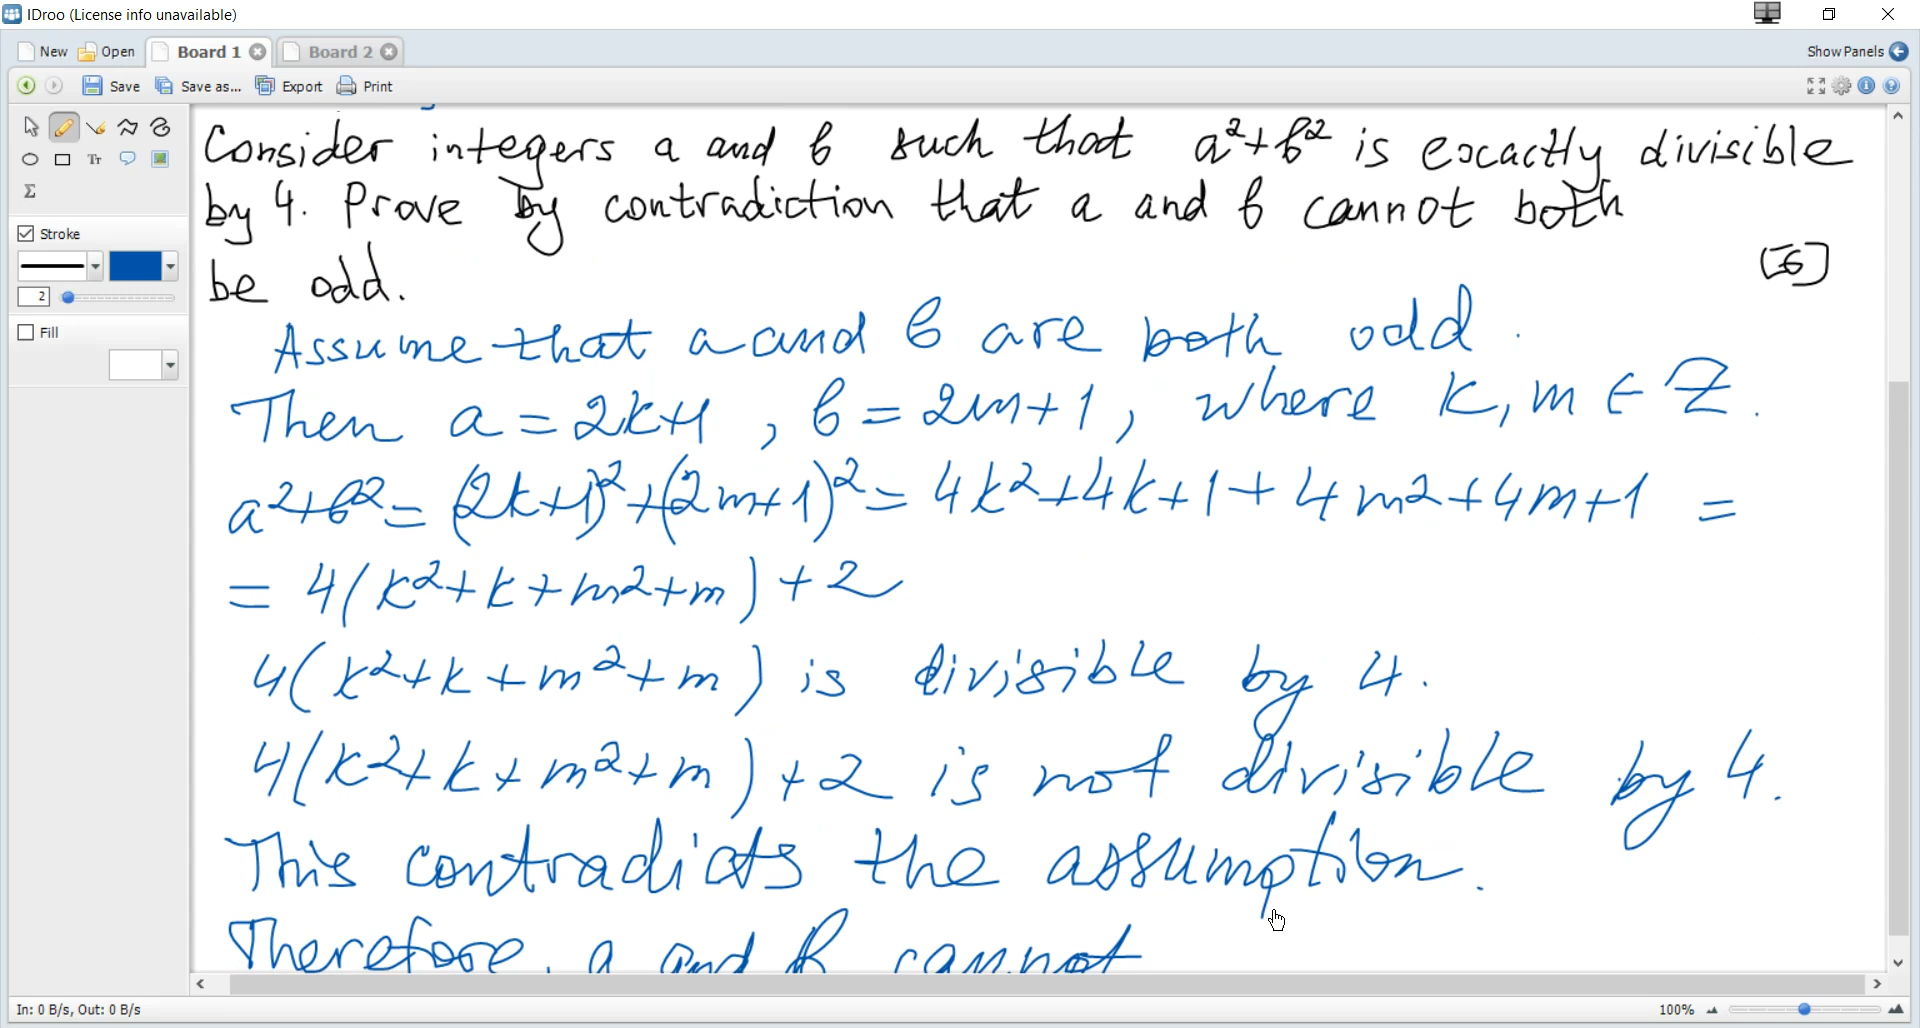 IDroo (License info unavailable)
New Open Board 1 Board 2 Show Panels
Save Save as... Export Print
Tr
Σ
Stroke
2
Fill
Consider integers a and b such that a²+b² is exactly divisible
by 4. Prove by contradiction that a and b cannot both
be odd. [6]
Assume that a and b are both odd.
Then a = 2k+1, b = 2m+1, where k, m ∈ Z.
a²+b² = (2k+1)²+(2m+1)² = 4k²+4k+1+4m²+4m+1 =
= 4(k²+k+m²+m)+2
4(k²+k+m²+m) is divisible by 4.
4(k²+k+m²+m)+2 is not divisible by 4.
This contradicts the assumption.
Therefore, a and b cannot
In: 0 B/s, Out: 0 B/s 100%